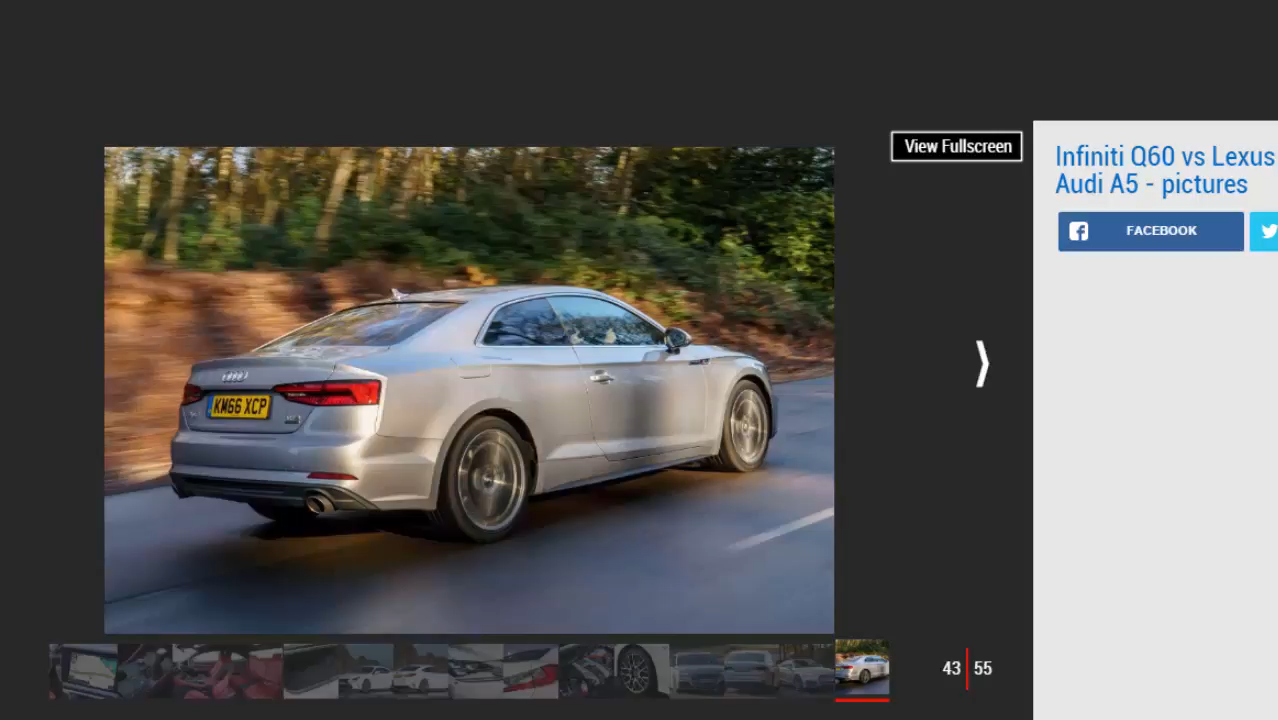 View Fullscreen
Infiniti Q60 vs Lexus
Audi A5 - pictures
FACEBOOK
KM66 XCP
43 55